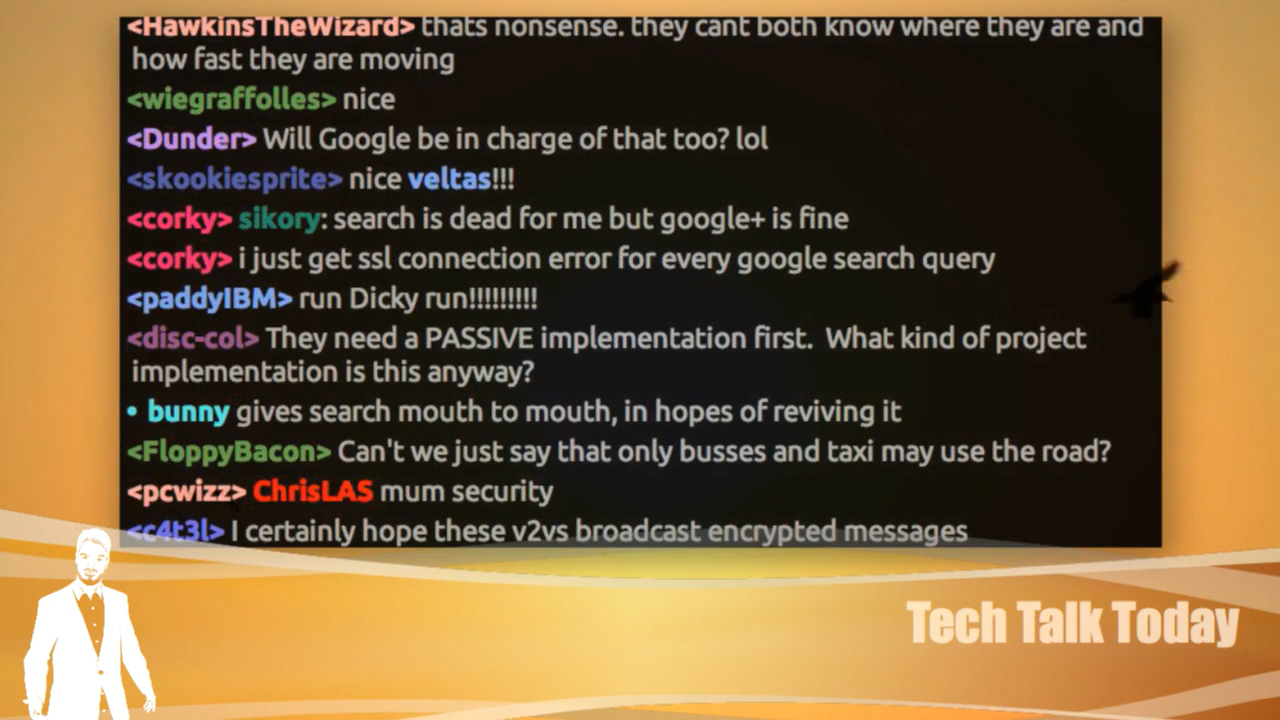 <HawkinsTheWizard> thats nonsense. they cant both know where they are and
how fast they are moving
<wiegraffolles> nice
<Dunder> Will Google be in charge of that too? lol
<skookiesprite> nice veltas!!!
<corky> sikory: search is dead for me but google+ is fine
<corky> i just get ssl connection error for every google search query
<paddyIBM> run Dicky run!!!!!!!!!
<disc-col> They need a PASSIVE implementation first.  What kind of project
implementation is this anyway?
• bunny gives search mouth to mouth, in hopes of reviving it
<FloppyBacon> Can't we just say that only busses and taxi may use the road?
<pcwizz> ChrisLAS mum security
<c4t3l> I certainly hope these v2vs broadcast encrypted messages
Tech Talk Today